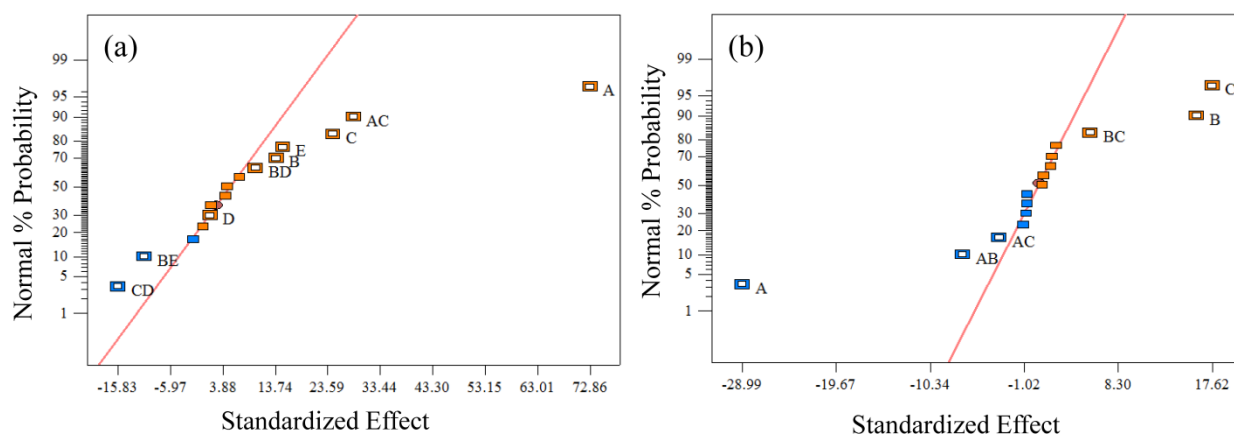 (a)
Normal % Probability
99
95
90
80
70
50
30
20
10
5
1
A
AC
C
E
B
BD
D
BE
CD
-15.83 -5.97 3.88 13.74 23.59 33.44 43.30 53.15 63.01 72.86
Standardized Effect
(b)
Normal % Probability
99
95
90
80
70
50
30
20
10
5
1
C
B
BC
AC
AB
A
-28.99 -19.67 -10.34 -1.02 8.30 17.62
Standardized Effect